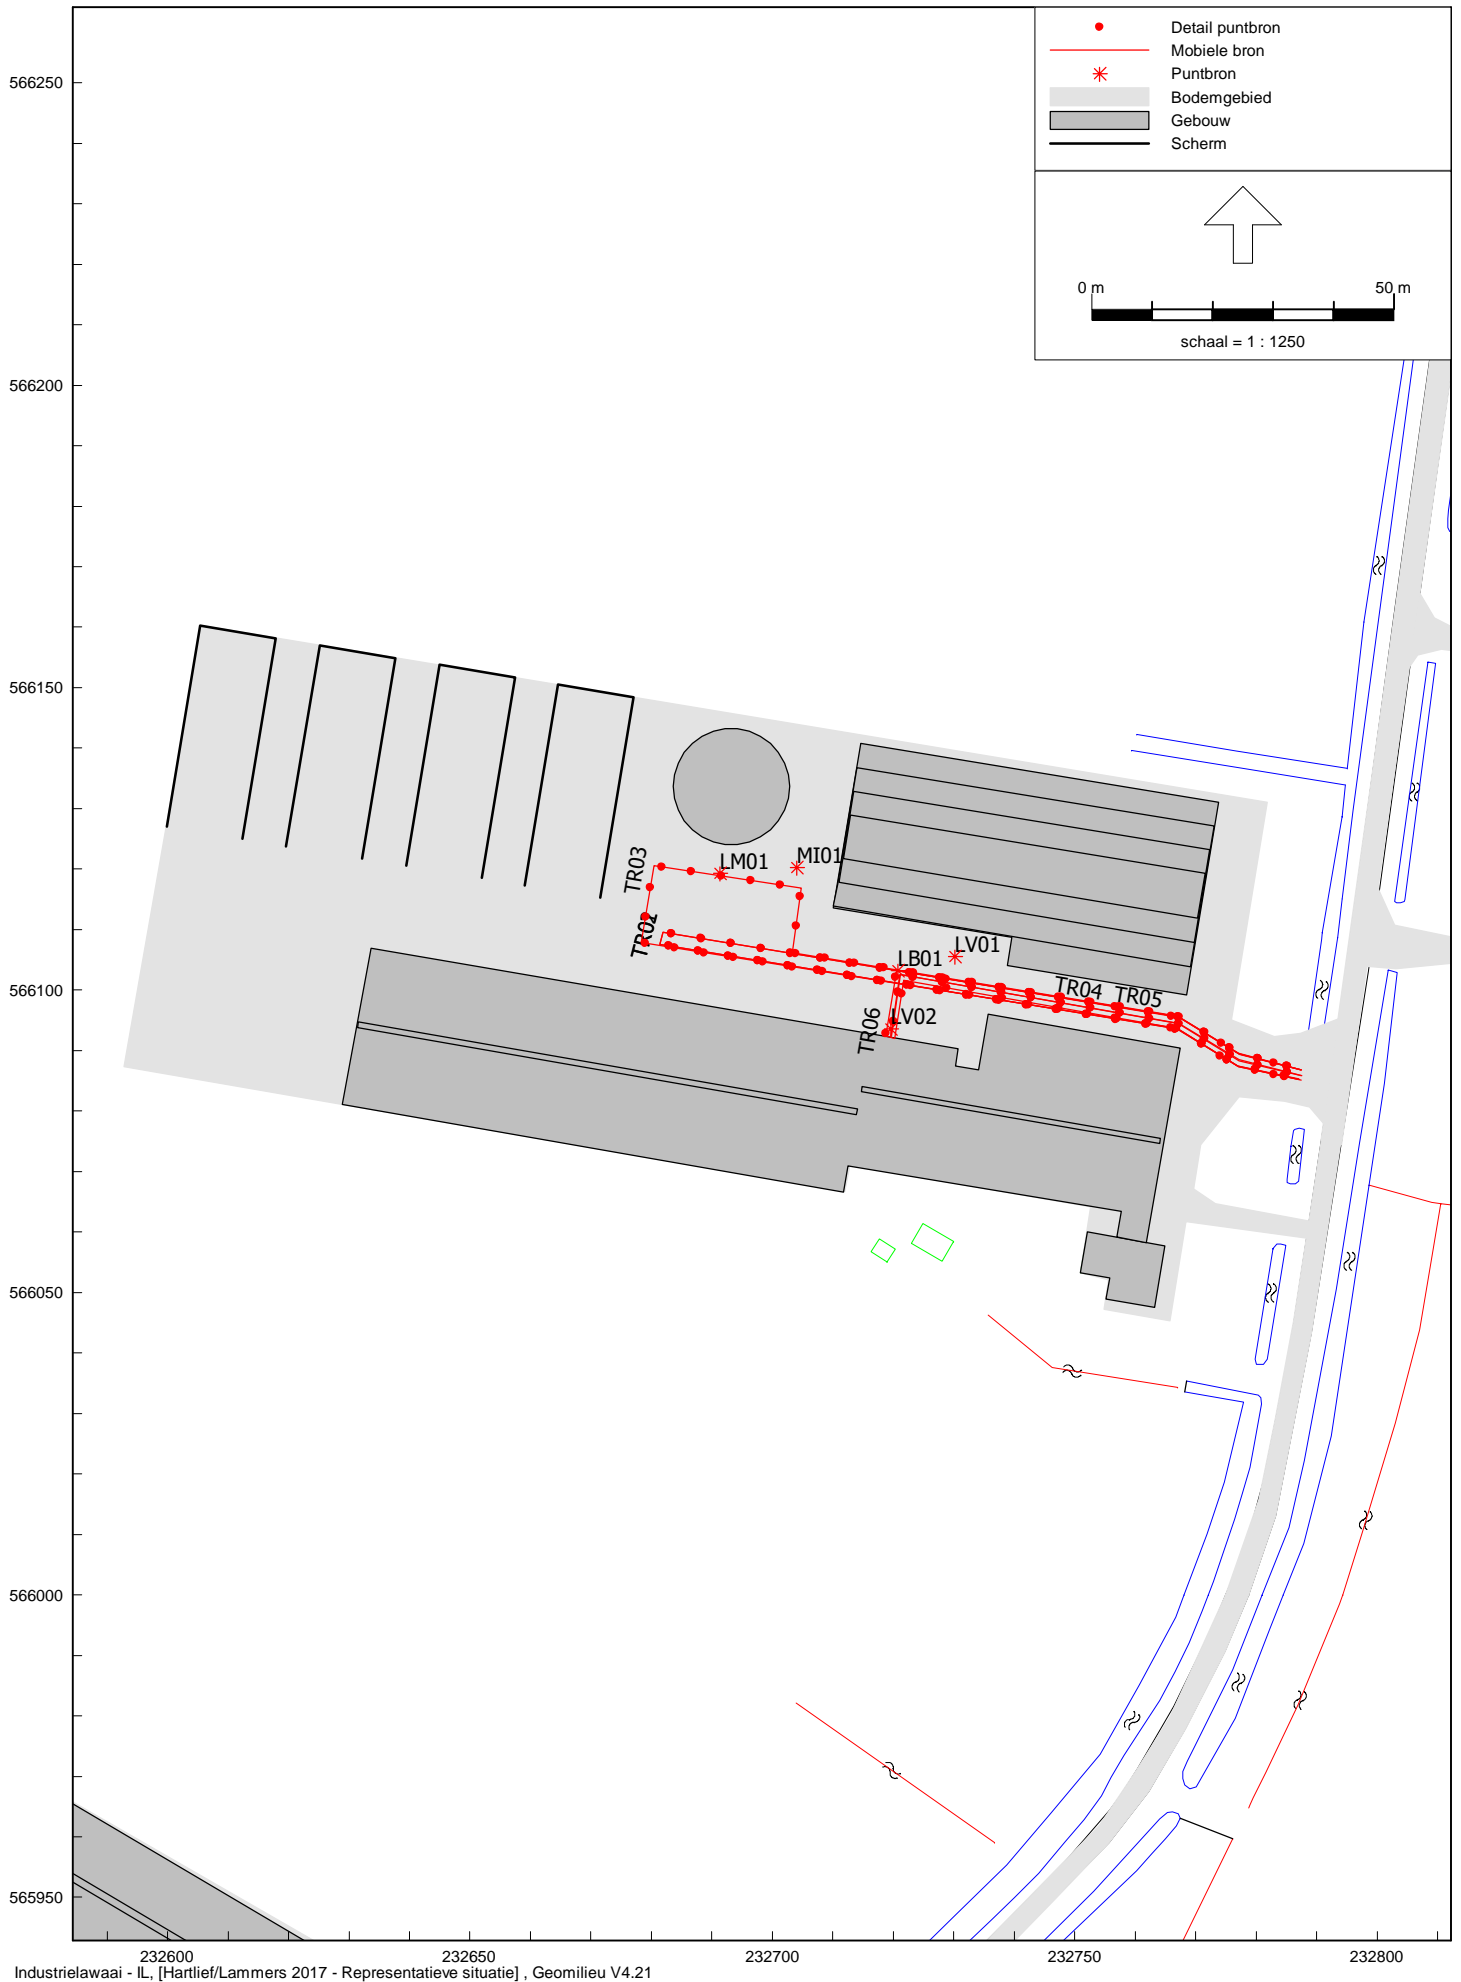 Detail puntbron
Mobiele bron
Puntbron
Bodemgebied
Gebouw
Scherm
0 m
50 m
schaal = 1 : 1250
566250
566200
566150
566100
566050
566000
565950
TR03
LM01
MI01
TR02
LB01
LV01
TR04
TR05
TR06
LV02
232600
232650
232700
232750
232800
Industrielawaai - IL, [Hartlief/Lammers 2017 - Representatieve situatie] , Geomilieu V4.21